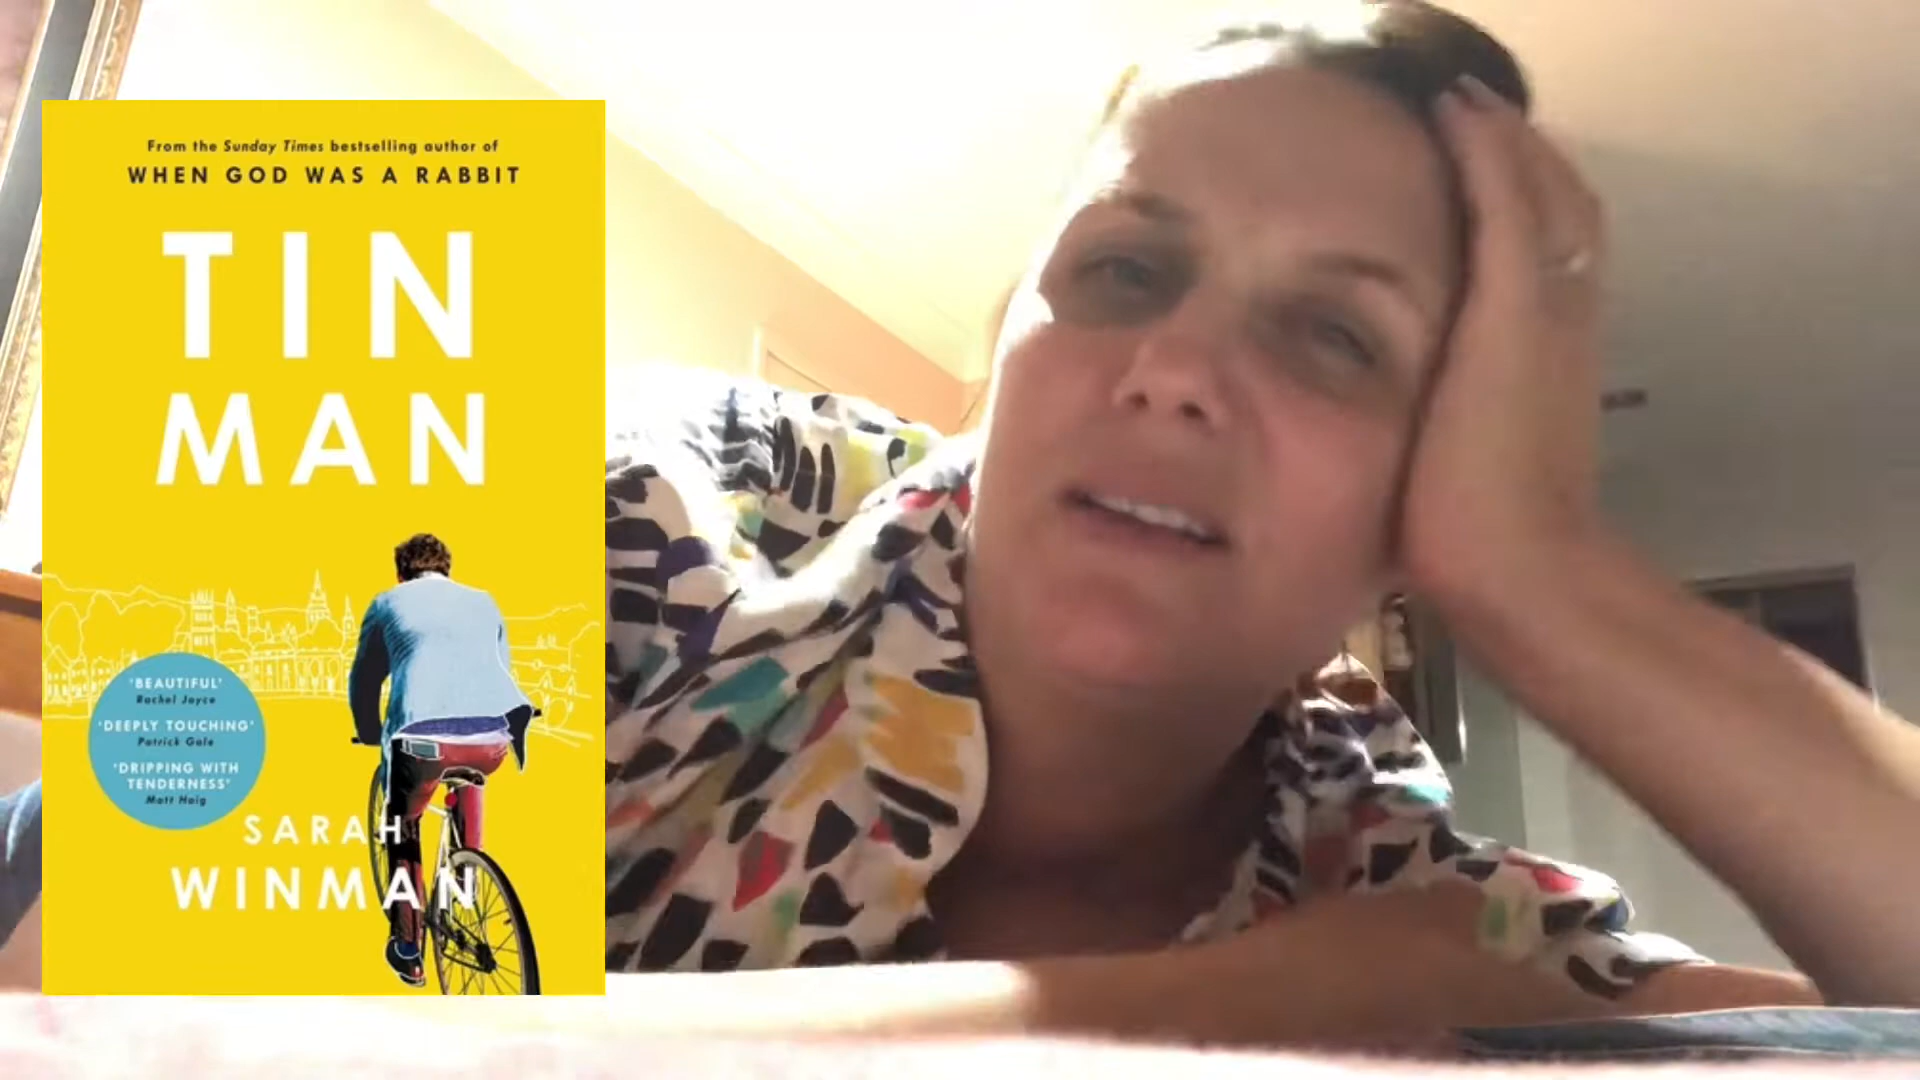 From the Sunday Times bestselling author of
WHEN GOD WAS A RABBIT
TIN
MAN
'BEAUTIFUL'
Rachel Joyce
'DEEPLY TOUCHING'
Patrick Gale
'DRIPPING WITH
TENDERNESS'
Matt Haig
SARAH
WINMAN